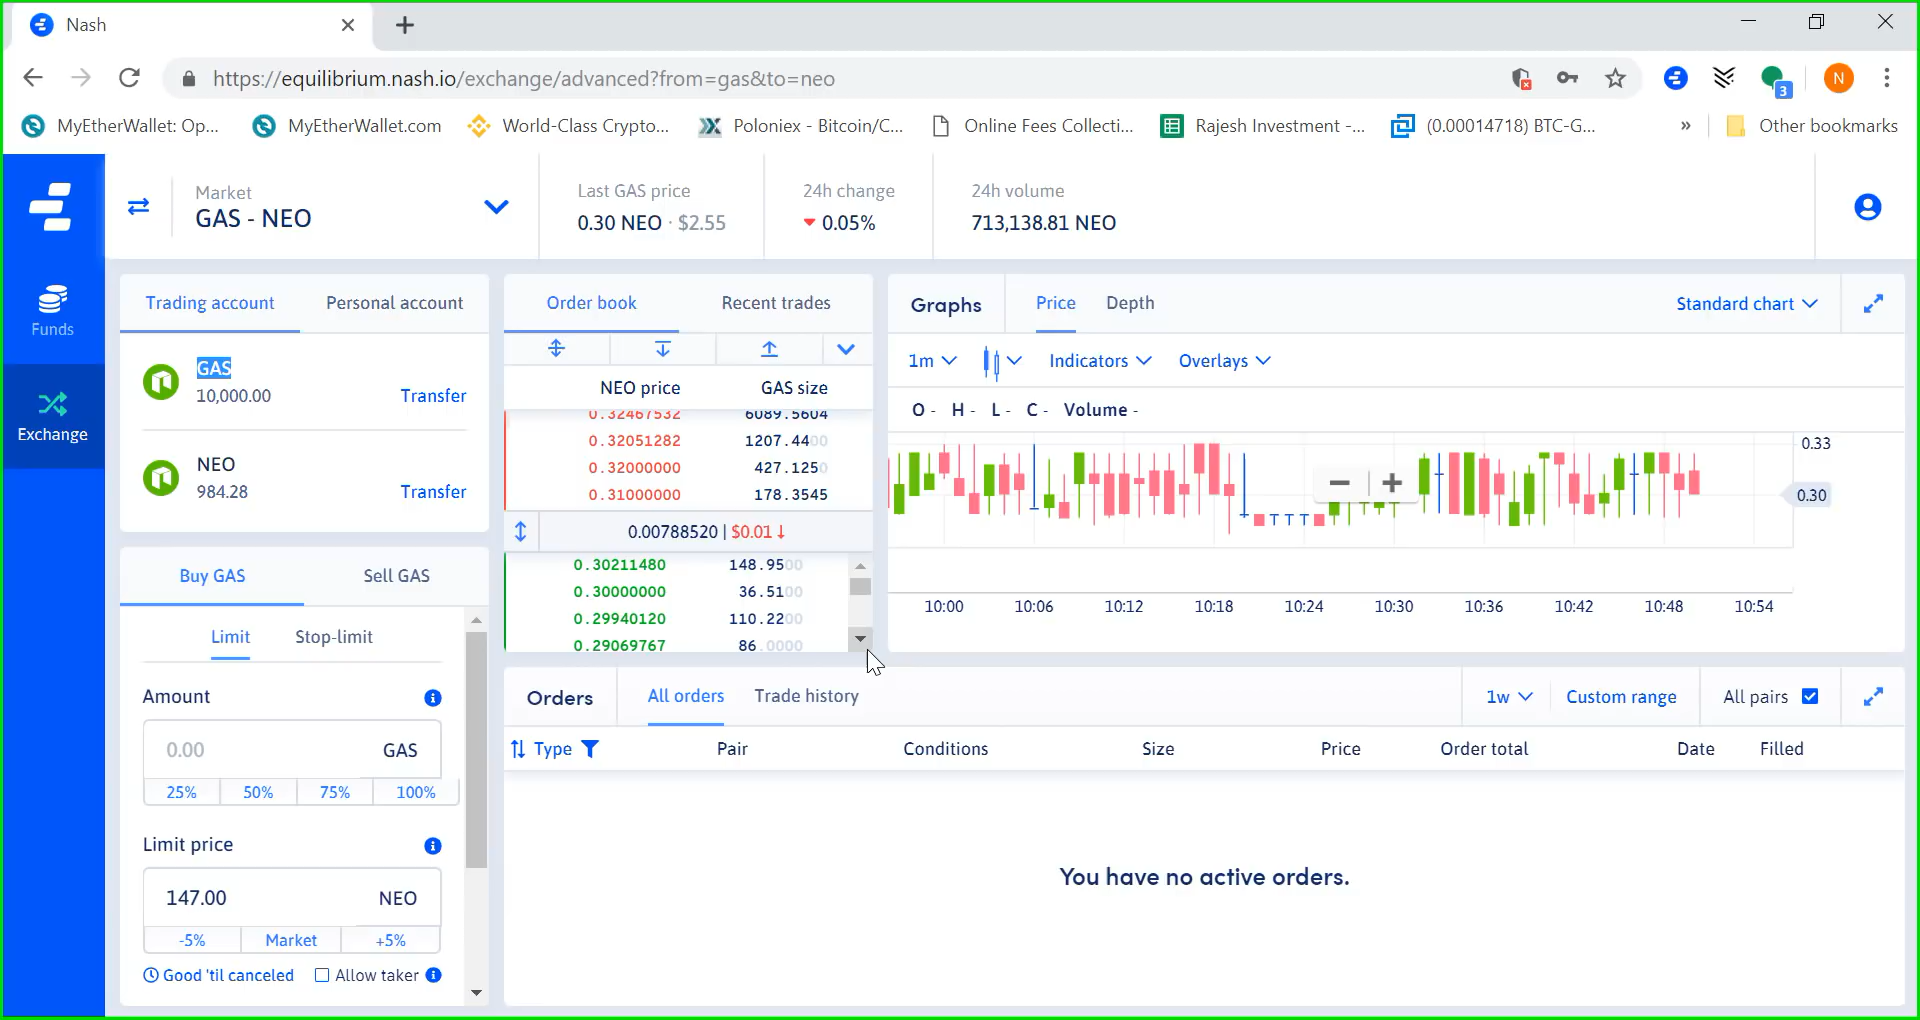 Nash
https://equilibrium.nash.io/exchange/advanced?from=gas&to=neo
N
3
MyEtherWallet: Op...
MyEtherWallet.com
World-Class Crypto...
Poloniex - Bitcoin/C...
Online Fees Collecti...
Rajesh Investment -...
(0.00014718) BTC-G...
»
Other bookmarks
Market
GAS - NEO
Last GAS price
0.30 NEO · $2.55
24h change
0.05%
24h volume
713,138.81 NEO
Funds
Exchange
Trading account
Personal account
GAS
10,000.00
Transfer
NEO
984.28
Transfer
Buy GAS
Sell GAS
Limit
Stop-limit
Amount
0.00 GAS
25% 50% 75% 100%
Limit price
147.00 NEO
-5% Market +5%
Good 'til canceled
Allow taker
Order book
Recent trades
NEO price GAS size
0.32467532 6089.5604
0.32051282 1207.4400
0.32000000 427.1250
0.31000000 178.3545
0.00788520 | $0.01 ↓
0.30211480 148.9500
0.30000000 36.5100
0.29940120 110.2200
0.29069767 86.0000
Graphs
Price
Depth
Standard chart
1m
Indicators
Overlays
O - H - L - C - Volume -
0.33
0.30
10:00 10:06 10:12 10:18 10:24 10:30 10:36 10:42 10:48 10:54
Orders
All orders
Trade history
1w
Custom range
All pairs
Type Pair Conditions Size Price Order total Date Filled
You have no active orders.